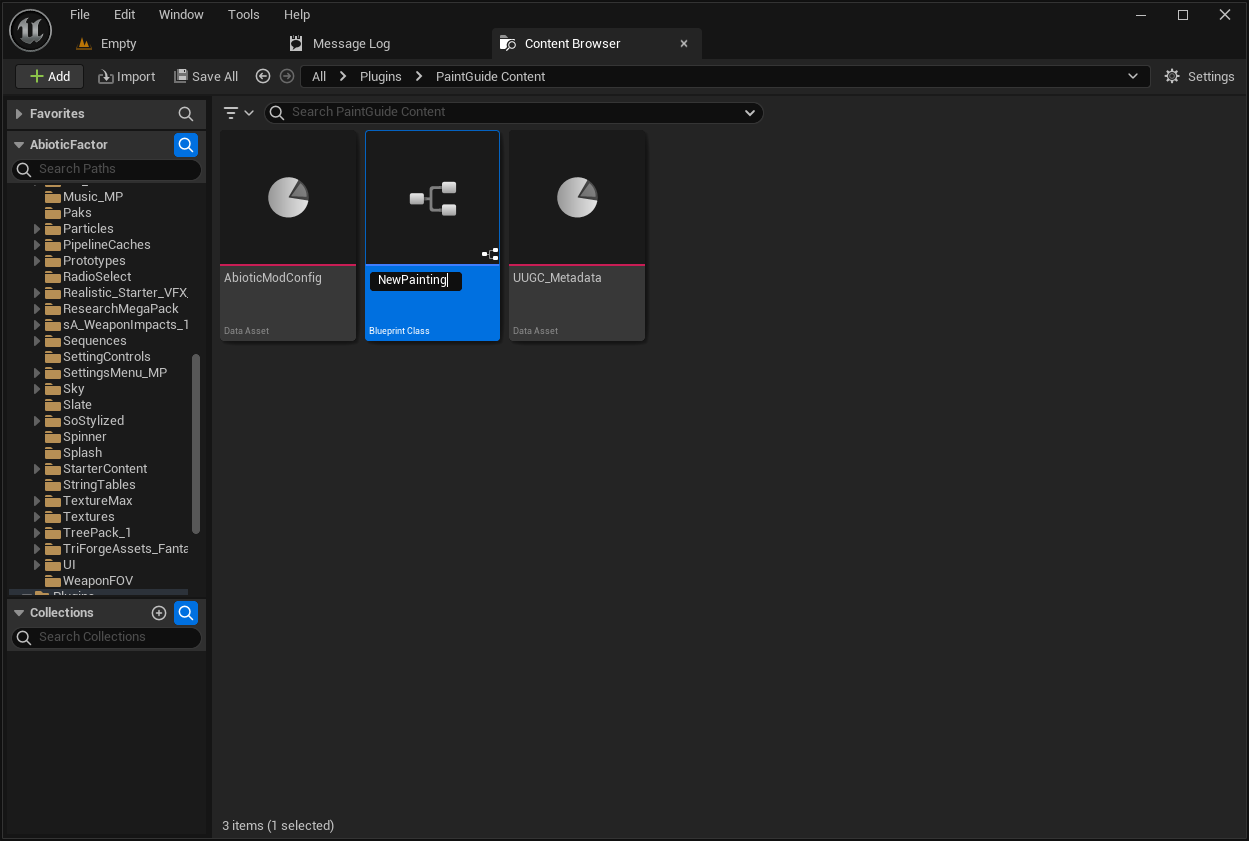 File Edit Window Tools Help
Empty Message Log Content Browser
Add Import Save All All Plugins PaintGuide Content Settings
Favorites
Search PaintGuide Content
AbioticFactor
Search Paths
Music_MP
Paks
Particles
PipelineCaches
Prototypes
RadioSelect
Realistic_Starter_VFX_
ResearchMegaPack
sA_WeaponImpacts_1
Sequences
SettingControls
SettingsMenu_MP
Sky
Slate
SoStylized
Spinner
Splash
StarterContent
StringTables
TextureMax
Textures
TreePack_1
TriForgeAssets_Fanta
UI
WeaponFOV
Plugins
Collections
Search Collections
AbioticModConfig
Data Asset
NewPainting
Blueprint Class
UUGC_Metadata
Data Asset
3 items (1 selected)